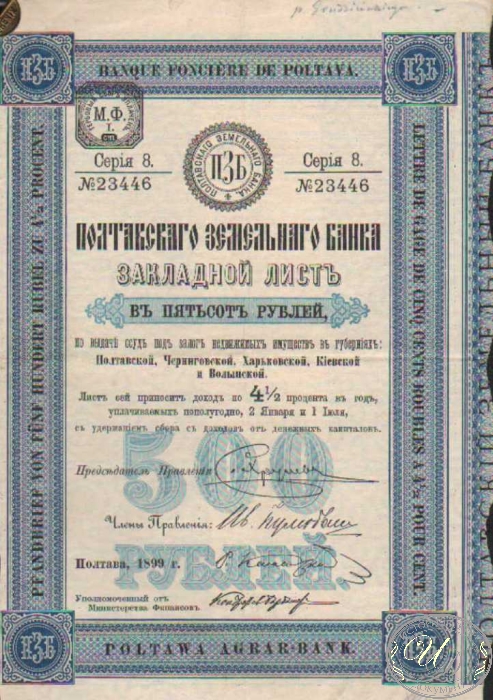 ПЗБ
BANQUE FONCIÈRE DE POLTAVA.
ПЗБ
М.Ф.
I.
Серія 8.
№23446
ПОЛТАВСКАГО ЗЕМЕЛЬНАГО БАНКА
ПЗБ
Серія 8.
№23446
ПОЛТАВСКАГО ЗЕМЕЛЬНАГО БАНКА
ЗАКЛАДНОЙ ЛИСТЪ
ВЪ ПЯТЬСОТЪ РУБЛЕЙ,
по выдачѣ ссудъ подъ залогъ недвижимыхъ имуществъ въ губерніяхъ:
Полтавской, Черниговской, Харьковской, Кіевской
и Волынской.
Листъ сей приноситъ доходъ по 4½ процента въ годъ,
уплачиваемыхъ пополугодно, 2 Января и 1 Іюля,
съ удержаніемъ сбора съ доходовъ отъ денежныхъ капиталовъ.
500
РУБЛЕЙ.
Предсѣдатель Правленія
Члены Правленія:
Полтава, 1899 г.
Уполномоченный отъ
Министерства Финансовъ
PFANDBRIEF VON FÜNF HUNDERT RUBEL ZU 4½ PROCENT.
LETTRE DE GAGE DE CINQ CENTS ROUBLES A 4½ POUR CENT.
ПЗБ
POLTAWA AGRAR-BANK.